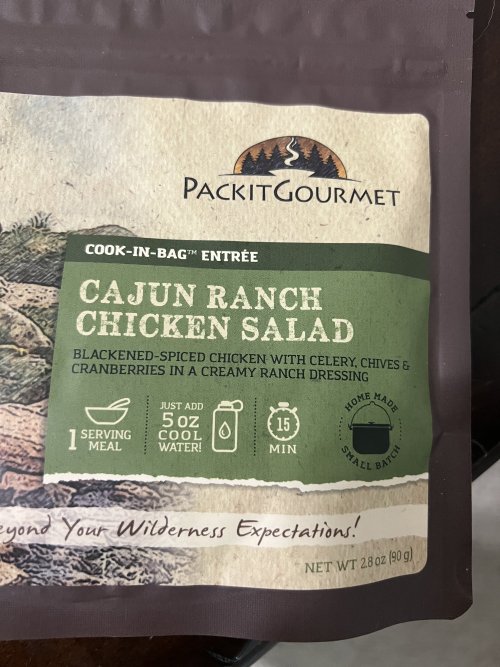 PACKITGOURMET
COOK-IN-BAG™ ENTRÉE
CAJUN RANCH
CHICKEN SALAD
BLACKENED-SPICED CHICKEN WITH CELERY, CHIVES &
CRANBERRIES IN A CREAMY RANCH DRESSING
1 SERVING
MEAL
JUST ADD
5 OZ
COOL
WATER!
15
MIN
HOME MADE
SMALL BATCH
Your Wilderness Expectations!
NET WT 2.8 oz (90 g)